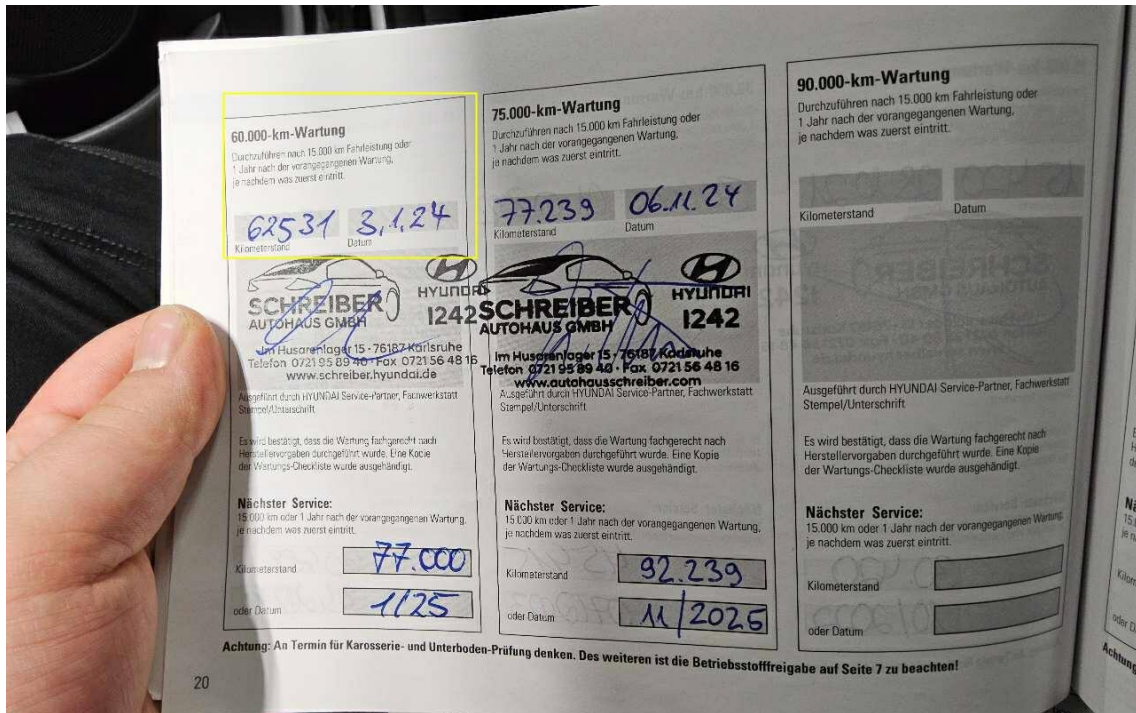 60.000-km-Wartung
Durchzuführen nach 15.000 km Fahrleistung oder
1 Jahr nach der vorangegangenen Wartung,
je nachdem was zuerst eintritt.
62531 3.1.24
Kilometerstand Datum
SCHREIBER
AUTOHAUS GMBH
HYUNDAI
1242
Im Husarenlager 15 · 76187 Karlsruhe
Telefon 0721 95 89 40 · Fax 0721 56 48 16
www.schreiber.hyundai.de
Ausgeführt durch HYUNDAI Service-Partner, Fachwerkstatt
Stempel/Unterschrift
Es wird bestätigt, dass die Wartung fachgerecht nach
Herstellervorgaben durchgeführt wurde. Eine Kopie
der Wartungs-Checkliste wurde ausgehändigt.
Nächster Service:
15.000 km oder 1 Jahr nach der vorangegangenen Wartung,
je nachdem was zuerst eintritt.
Kilometerstand 77.000
oder Datum 1/25
75.000-km-Wartung
Durchzuführen nach 15.000 km Fahrleistung oder
1 Jahr nach der vorangegangenen Wartung,
je nachdem was zuerst eintritt.
77.239 06.11.24
Kilometerstand Datum
SCHREIBER
AUTOHAUS GMBH
HYUNDAI
1242
Im Husarenlager 15 · 76187 Karlsruhe
Telefon 0721 95 89 40 · Fax 0721 56 48 16
www.autohausschreiber.com
Ausgeführt durch HYUNDAI Service-Partner, Fachwerkstatt
Stempel/Unterschrift
Es wird bestätigt, dass die Wartung fachgerecht nach
Herstellervorgaben durchgeführt wurde. Eine Kopie
der Wartungs-Checkliste wurde ausgehändigt.
Nächster Service:
15.000 km oder 1 Jahr nach der vorangegangenen Wartung,
je nachdem was zuerst eintritt.
Kilometerstand 92.239
oder Datum 11/2025
90.000-km-Wartung
Durchzuführen nach 15.000 km Fahrleistung oder
1 Jahr nach der vorangegangenen Wartung,
je nachdem was zuerst eintritt.
Kilometerstand Datum
Ausgeführt durch HYUNDAI Service-Partner, Fachwerkstatt
Stempel/Unterschrift
Es wird bestätigt, dass die Wartung fachgerecht nach
Herstellervorgaben durchgeführt wurde. Eine Kopie
der Wartungs-Checkliste wurde ausgehändigt.
Nächster Service:
15.000 km oder 1 Jahr nach der vorangegangenen Wartung,
je nachdem was zuerst eintritt.
Kilometerstand
oder Datum
Achtung: An Termin für Karosserie- und Unterboden-Prüfung denken. Des weiteren ist die Betriebsstofffreigabe auf Seite 7 zu beachten!
20